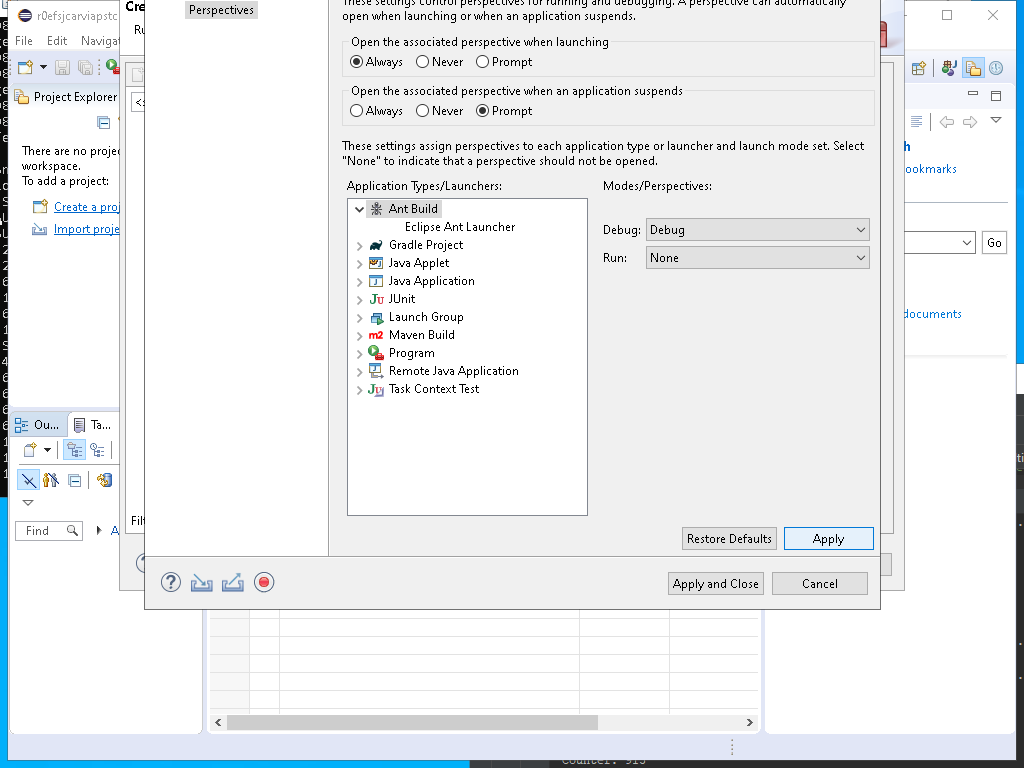 r0efsjcarviapstc
File Edit Navigat
Project Explorer
There are no proje
workspace.
To add a project:
Create a proj
Import proje
Ou...
Ta...
Find
A
Cre
Ru
Filt
Perspectives
These settings control perspectives for running and debugging. A perspective can automatically
open when launching or when an application suspends.
Open the associated perspective when launching
Always Never Prompt
Open the associated perspective when an application suspends
Always Never Prompt
These settings assign perspectives to each application type or launcher and launch mode set. Select
"None" to indicate that a perspective should not be opened.
Application Types/Launchers:
Ant Build
Eclipse Ant Launcher
Gradle Project
Java Applet
Java Application
JUnit
Launch Group
Maven Build
Program
Remote Java Application
Task Context Test
Modes/Perspectives:
Debug: Debug
Run: None
Restore Defaults Apply
Apply and Close Cancel
h
ookmarks
Go
documents
Counter: 913